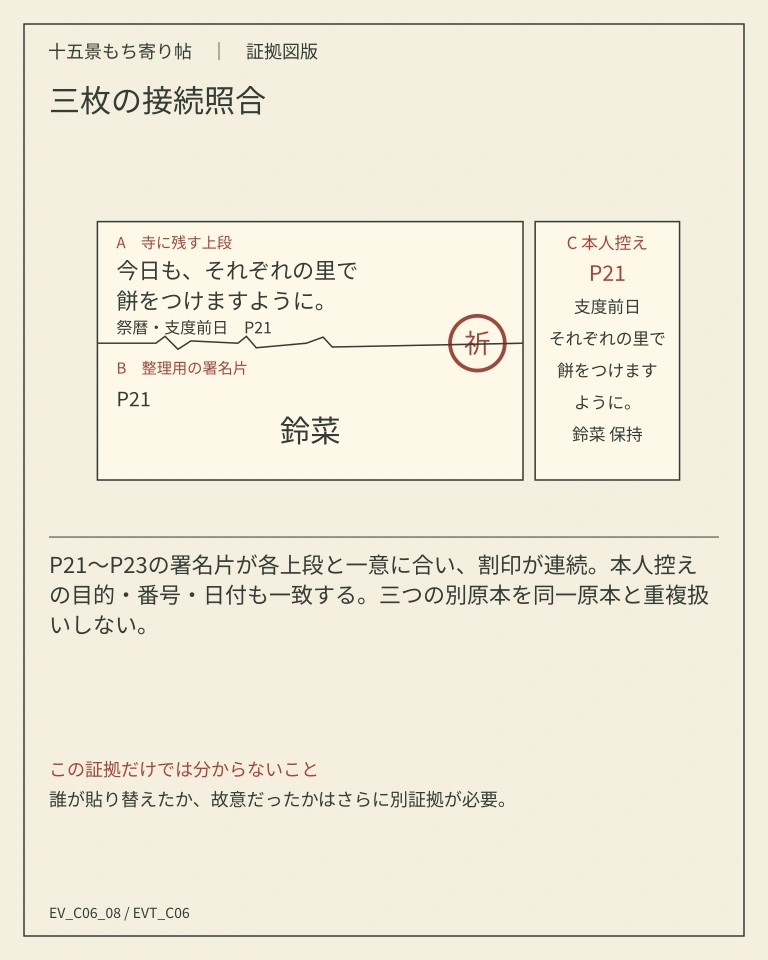 十五景もち寄り帖 ｜ 証拠図版
三枚の接続照合
A 寺に残す上段
今日も、それぞれの里で
餅をつけますように。
祭暦・支度前日 P21
祈
B 整理用の署名片
P21
鈴菜
C 本人控え
P21
支度前日
それぞれの里で
餅をつけます
ように。
鈴菜 保持
P21〜P23の署名片が各上段と一意に合い、割印が連続。本人控え
の目的・番号・日付も一致する。三つの別原本を同一原本と重複扱
いしない。
この証拠だけでは分からないこと
誰が貼り替えたか、故意だったかはさらに別証拠が必要。
EV_C06_08 / EVT_C06